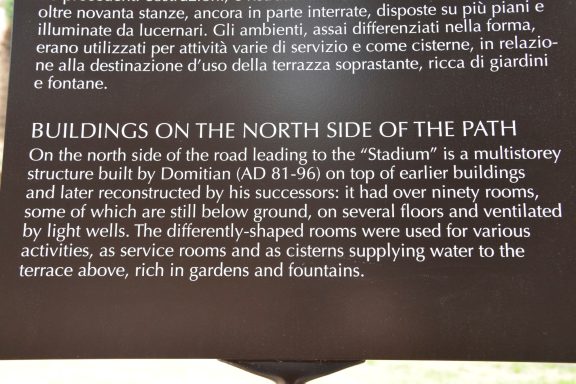 oltre novanta stanze, ancora in parte interrate, disposte su più piani e
illuminate da lucernari. Gli ambienti, assai differenziati nella forma,
erano utilizzati per attività varie di servizio e come cisterne, in relazio-
ne alla destinazione d'uso della terrazza soprastante, ricca di giardini
e fontane.
BUILDINGS ON THE NORTH SIDE OF THE PATH
On the north side of the road leading to the "Stadium" is a multistorey
structure built by Domitian (AD 81-96) on top of earlier buildings
and later reconstructed by his successors: it had over ninety rooms,
some of which are still below ground, on several floors and ventilated
by light wells. The differently-shaped rooms were used for various
activities, as service rooms and as cisterns supplying water to the
terrace above, rich in gardens and fountains.